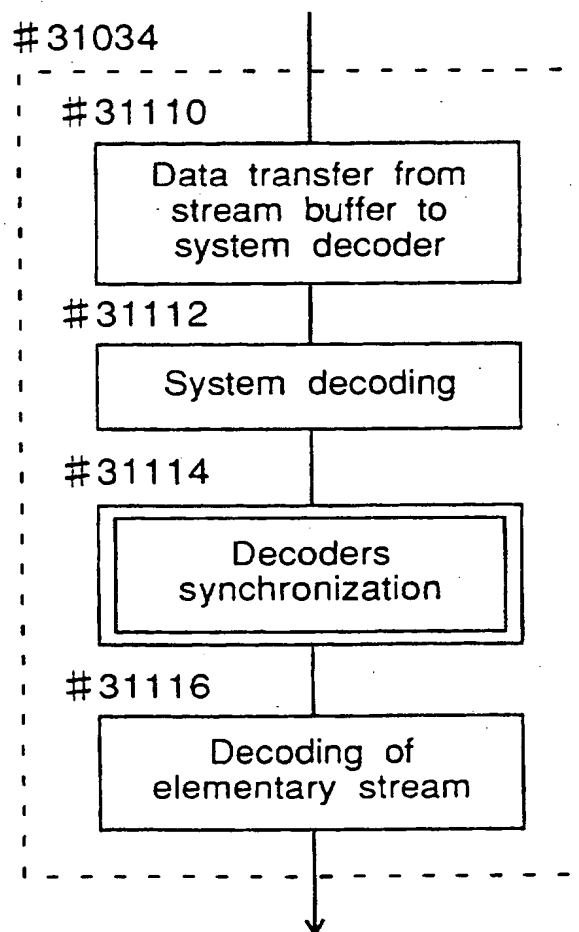 #31034
#31110
Data transfer from
stream buffer to
system decoder
#31112
System decoding
#31114
Decoders
synchronization
#31116
Decoding of
elementary stream